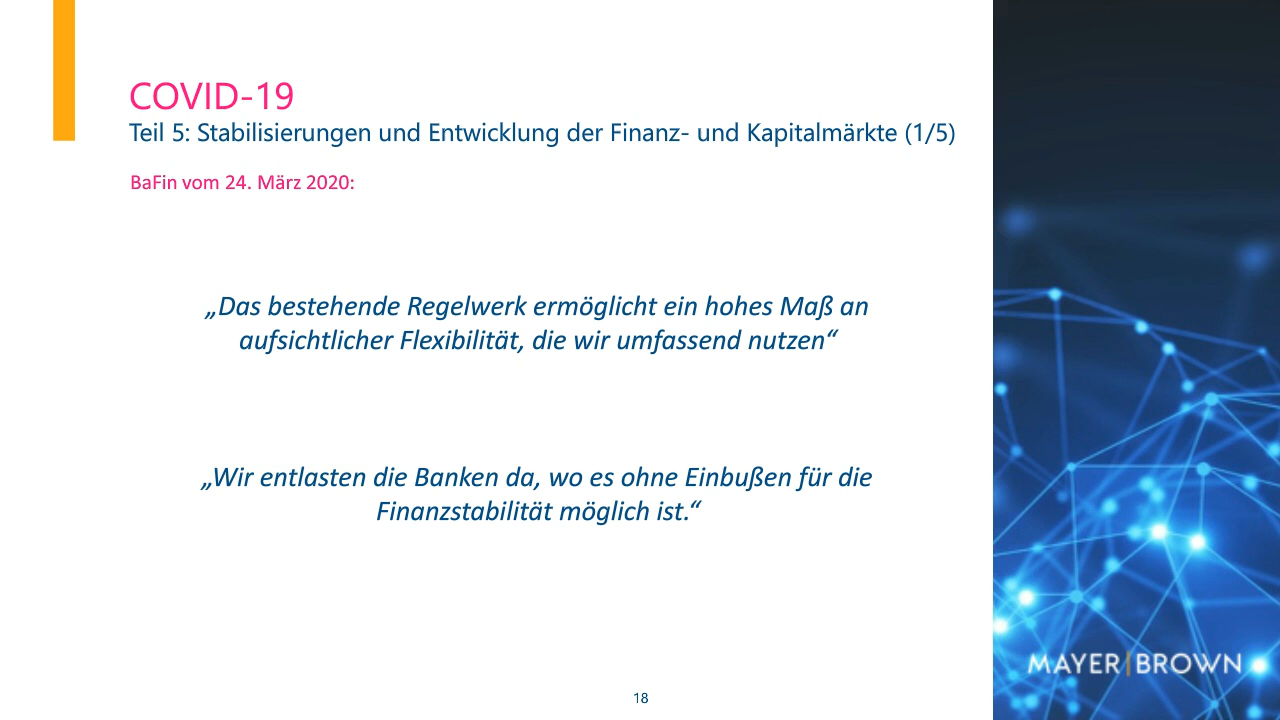 COVID-19
Teil 5: Stabilisierungen und Entwicklung der Finanz- und Kapitalmärkte (1/5)
BaFin vom 24. März 2020:
„Das bestehende Regelwerk ermöglicht ein hohes Maß an
aufsichtlicher Flexibilität, die wir umfassend nutzen“
„Wir entlasten die Banken da, wo es ohne Einbußen für die
Finanzstabilität möglich ist.“
MAYER|BROWN
18